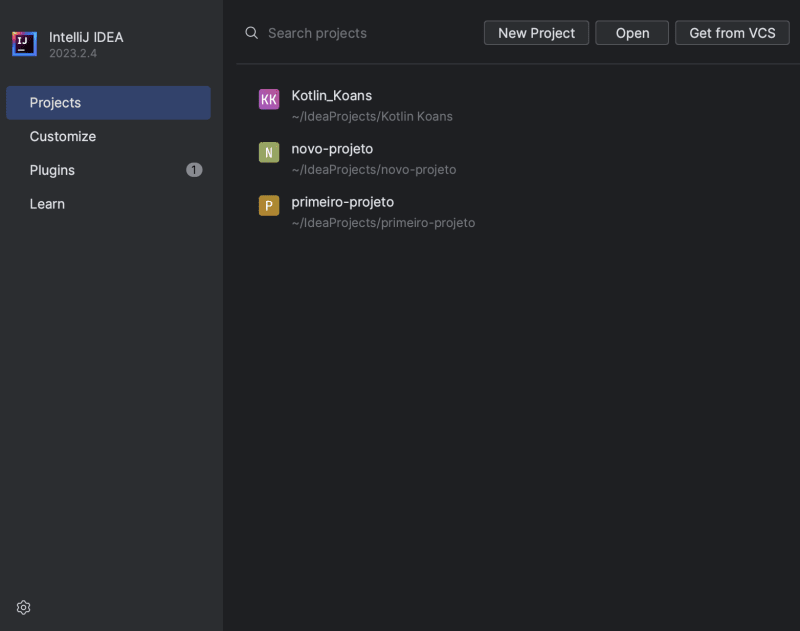 IntelliJ IDEA
2023.2.4
Projects
Customize
Plugins 1
Learn
Search projects
New Project
Open
Get from VCS
KK Kotlin_Koans
~/IdeaProjects/Kotlin Koans
N novo-projeto
~/IdeaProjects/novo-projeto
P primeiro-projeto
~/IdeaProjects/primeiro-projeto